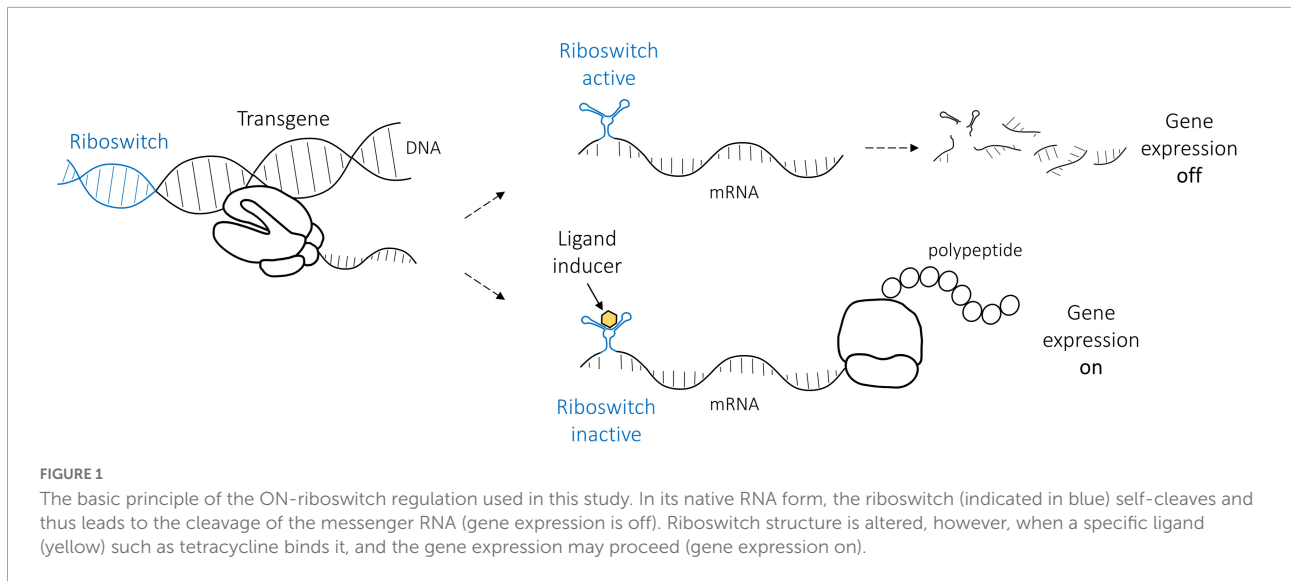 Riboswitch
Transgene
DNA
Riboswitch
active
mRNA
Gene
expression
off
Ligand
inducer
Riboswitch
inactive
mRNA
polypeptide
Gene
expression
on
FIGURE 1
The basic principle of the ON-riboswitch regulation used in this study. In its native RNA form, the riboswitch (indicated in blue) self-cleaves and
thus leads to the cleavage of the messenger RNA (gene expression is off). Riboswitch structure is altered, however, when a specific ligand
(yellow) such as tetracycline binds it, and the gene expression may proceed (gene expression on).